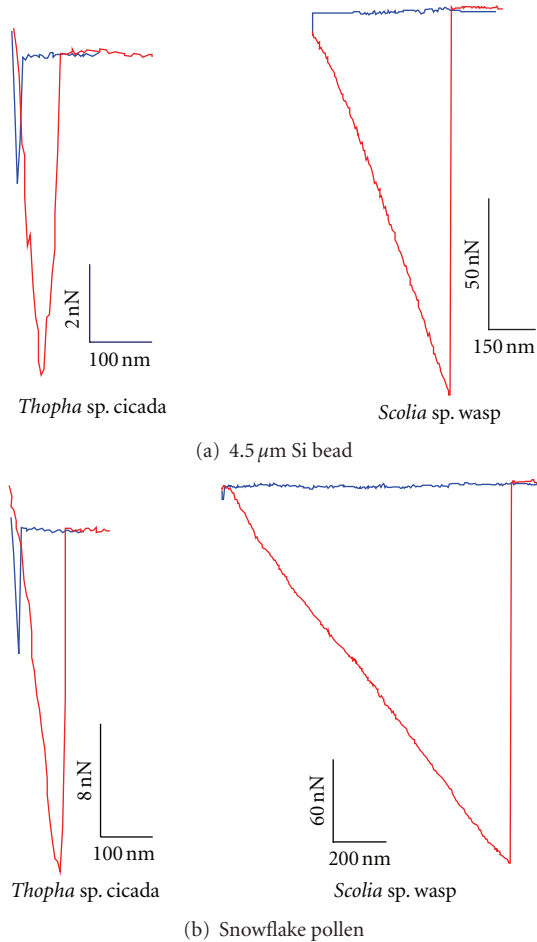 2 nN
100 nm
50 nN
150 nm
Thopha sp. cicada
Scolia sp. wasp
(a) 4.5 μm Si bead
8 nN
100 nm
60 nN
200 nm
Thopha sp. cicada
Scolia sp. wasp
(b) Snowflake pollen